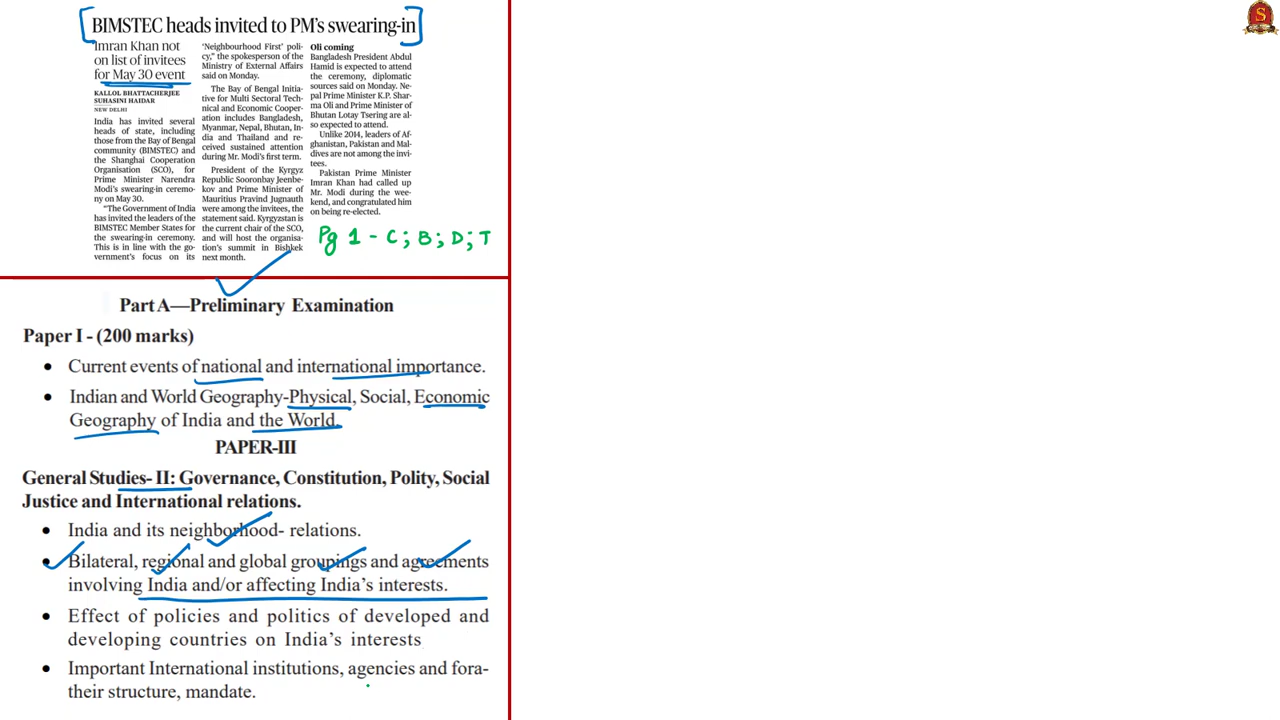 BIMSTEC heads invited to PM's swearing-in
Imran Khan not
on list of invitees
for May 30 event
KALLOL BHATTACHERJEE
SUHASINI HAIDAR
NEW DELHI
India has invited several
heads of state, including
those from the Bay of Bengal
community (BIMSTEC) and
the Shanghai Cooperation
Organisation (SCO), for
Prime Minister Narendra
Modi's swearing-in ceremo-
ny on May 30.
"The Government of India
has invited the leaders of the
BIMSTEC Member States for
the swearing-in ceremony.
This is in line with the go-
vernment's focus on its
'Neighbourhood First' poli-
cy," the spokesperson of the
Ministry of External Affairs
said on Monday.
The Bay of Bengal Initia-
tive for Multi Sectoral Tech-
nical and Economic Cooper-
ation includes Bangladesh,
Myanmar, Nepal, Bhutan, In-
dia and Thailand and re-
ceived sustained attention
during Mr. Modi's first term.
President of the Kyrgyz
Republic Sooronbay Jeenbe-
kov and Prime Minister of
Mauritius Pravind Jugnauth
were among the invitees, the
statement said. Kyrgyzstan is
the current chair of the SCO,
and will host the organisa-
tion's summit in Bishkek
next month.
Oli coming
Bangladesh President Abdul
Hamid is expected to attend
the ceremony, diplomatic
sources said on Monday. Ne-
pal Prime Minister K.P. Shar-
ma Oli and Prime Minister of
Bhutan Lotay Tsering are al-
so expected to attend.
Unlike 2014, leaders of Af-
ghanistan, Pakistan and Mal-
dives are not among the invi-
tees.
Pakistan Prime Minister
Imran Khan had called up
Mr. Modi during the wee-
kend, and congratulated him
on being re-elected.
Pg 1 - C; B; D; T
Part A—Preliminary Examination
Paper I - (200 marks)
• Current events of national and international importance.
• Indian and World Geography-Physical, Social, Economic
Geography of India and the World.
PAPER-III
General Studies- II: Governance, Constitution, Polity, Social
Justice and International relations.
• India and its neighborhood- relations.
• Bilateral, regional and global groupings and agreements
involving India and/or affecting India's interests.
• Effect of policies and politics of developed and
developing countries on India's interests
• Important International institutions, agencies and fora-
their structure, mandate.